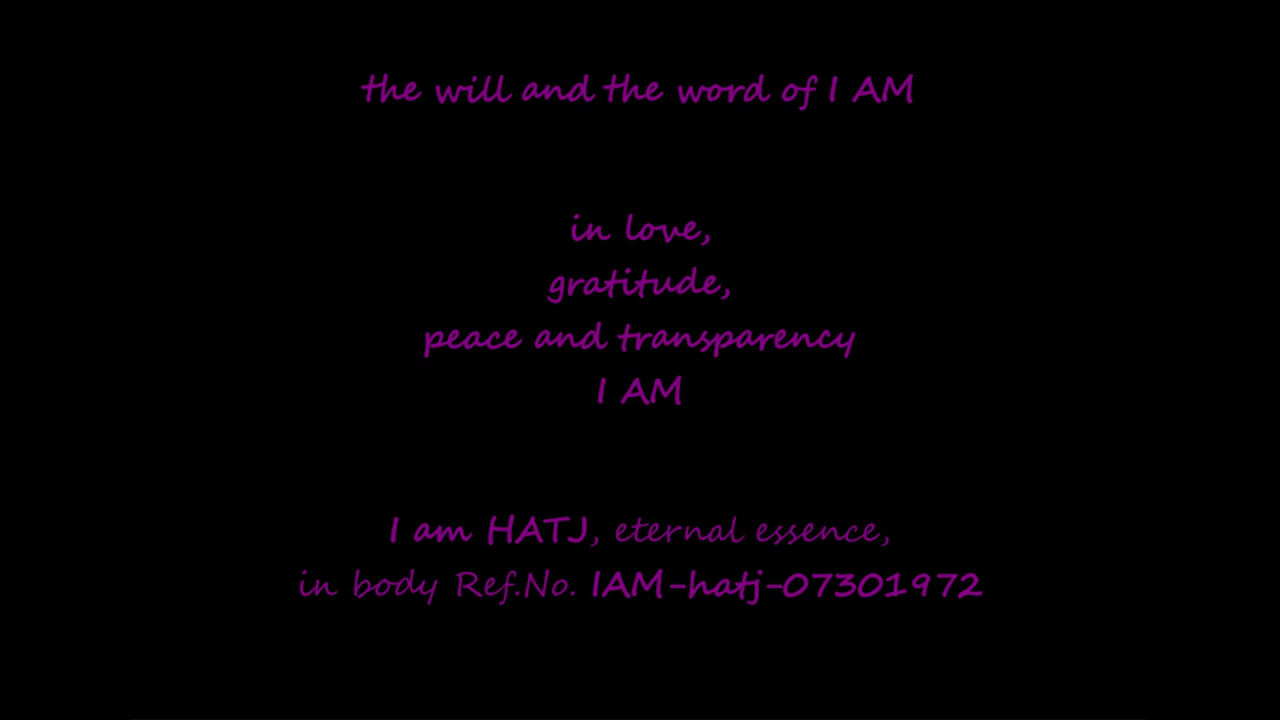 the will and the word of I AM
in love,
gratitude,
peace and transparency
I AM
I am HATJ, eternal essence,
in body Ref.No. IAM-hatj-07301972